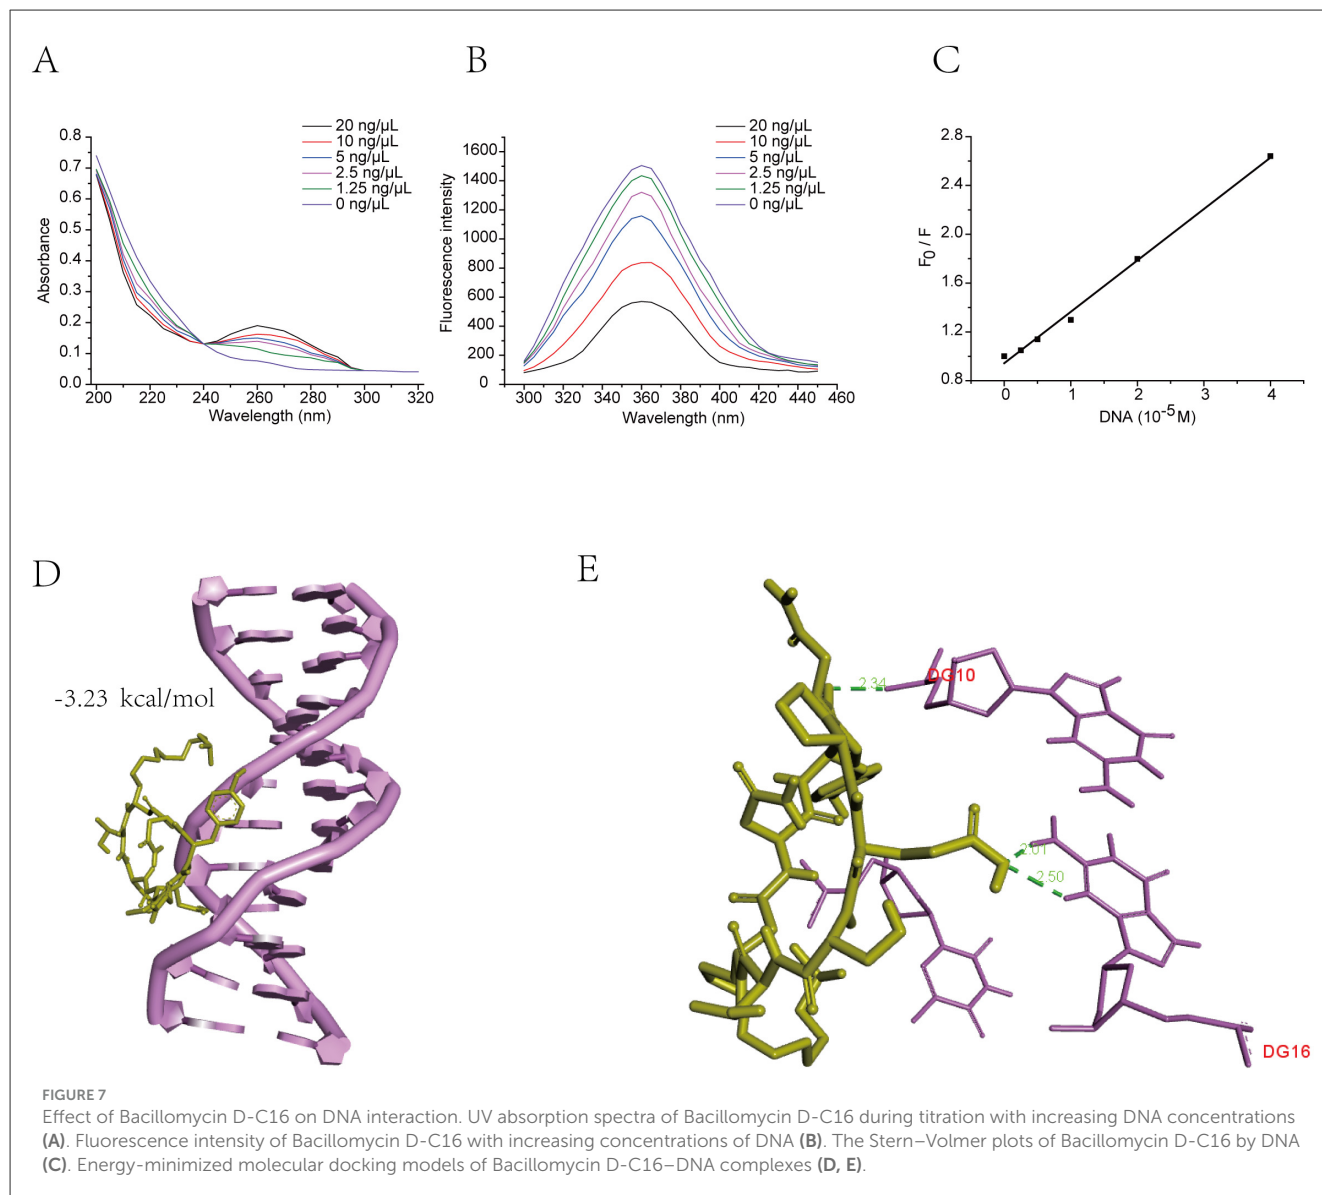 A
B
C
20 ng/µL
10 ng/µL
5 ng/µL
2.5 ng/µL
1.25 ng/µL
0 ng/µL
0.8
0.7
0.6
0.5
0.4
0.3
0.2
0.1
0.0
Absorbance
200 220 240 260 280 300 320
Wavelength (nm)
20 ng/µL
10 ng/µL
5 ng/µL
2.5 ng/µL
1.25 ng/µL
0 ng/µL
1600
1400
1200
1000
800
600
400
200
0
Fluorescence intensity
300 320 340 360 380 400 420 440 460
Wavelength (nm)
2.8
2.4
2.0
1.6
1.2
0.8
F0 / F
0 1 2 3 4
DNA (10-5 M)
D
E
-3.23 kcal/mol
2.34
DG10
2.01
2.50
DG16
FIGURE 7
Effect of Bacillomycin D-C16 on DNA interaction. UV absorption spectra of Bacillomycin D-C16 during titration with increasing DNA concentrations
(A). Fluorescence intensity of Bacillomycin D-C16 with increasing concentrations of DNA (B). The Stern–Volmer plots of Bacillomycin D-C16 by DNA
(C). Energy-minimized molecular docking models of Bacillomycin D-C16–DNA complexes (D, E).